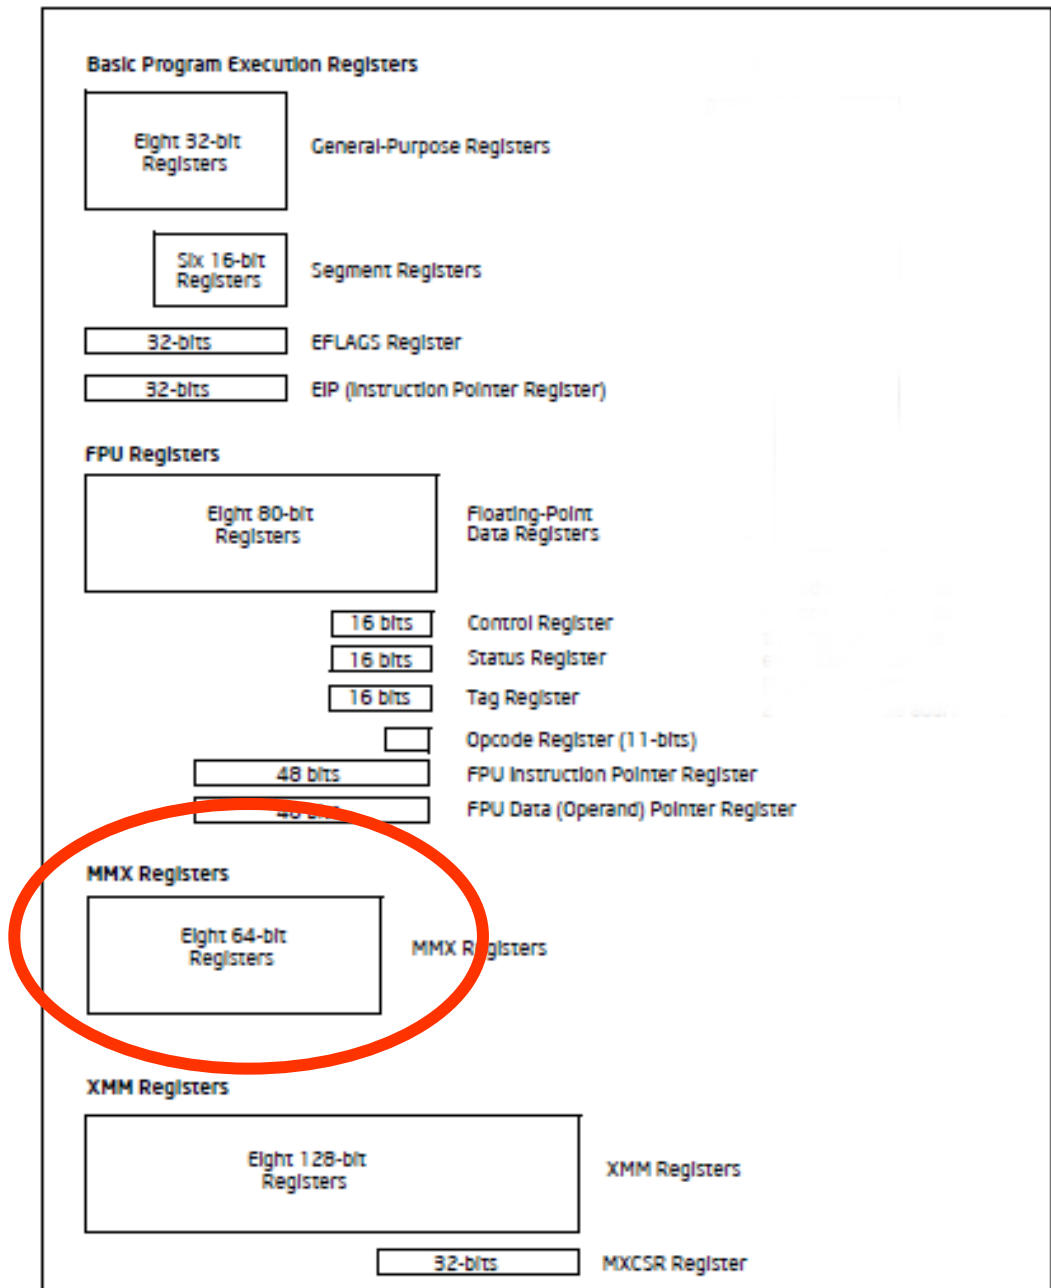 Basic Program Execution Registers
Eight 32-bit
Registers
General-Purpose Registers
Six 16-bit
Registers
Segment Registers
32-bits
EFLAGS Register
32-bits
EIP (Instruction Pointer Register)
FPU Registers
Eight 80-bit
Registers
Floating-Point
Data Registers
16 bits
Control Register
16 bits
Status Register
16 bits
Tag Register
Opcode Register (11-bits)
48 bits
FPU Instruction Pointer Register
48 bits
FPU Data (Operand) Pointer Register
MMX Registers
Eight 64-bit
Registers
MMX Registers
XMM Registers
Eight 128-bit
Registers
XMM Registers
32-bits
MXCSR Register